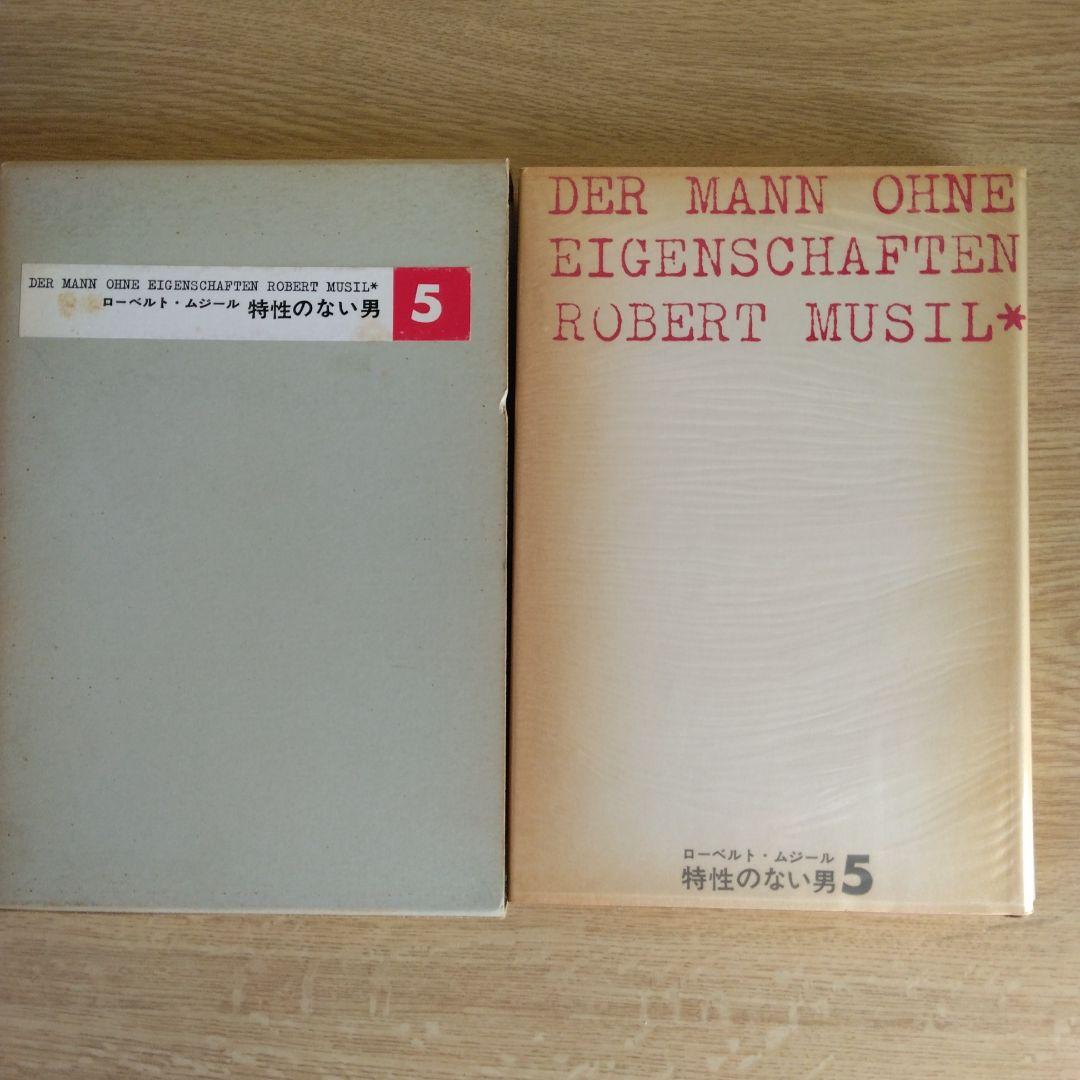 DER MANN OHNE EIGENSCHAFTEN ROBERT MUSIL*
ローベルト・ムジール 特性のない男
5
DER MANN OHNE
EIGENSCHAFTEN
ROBERT MUSIL*
ローベルト・ムジール
特性のない男5